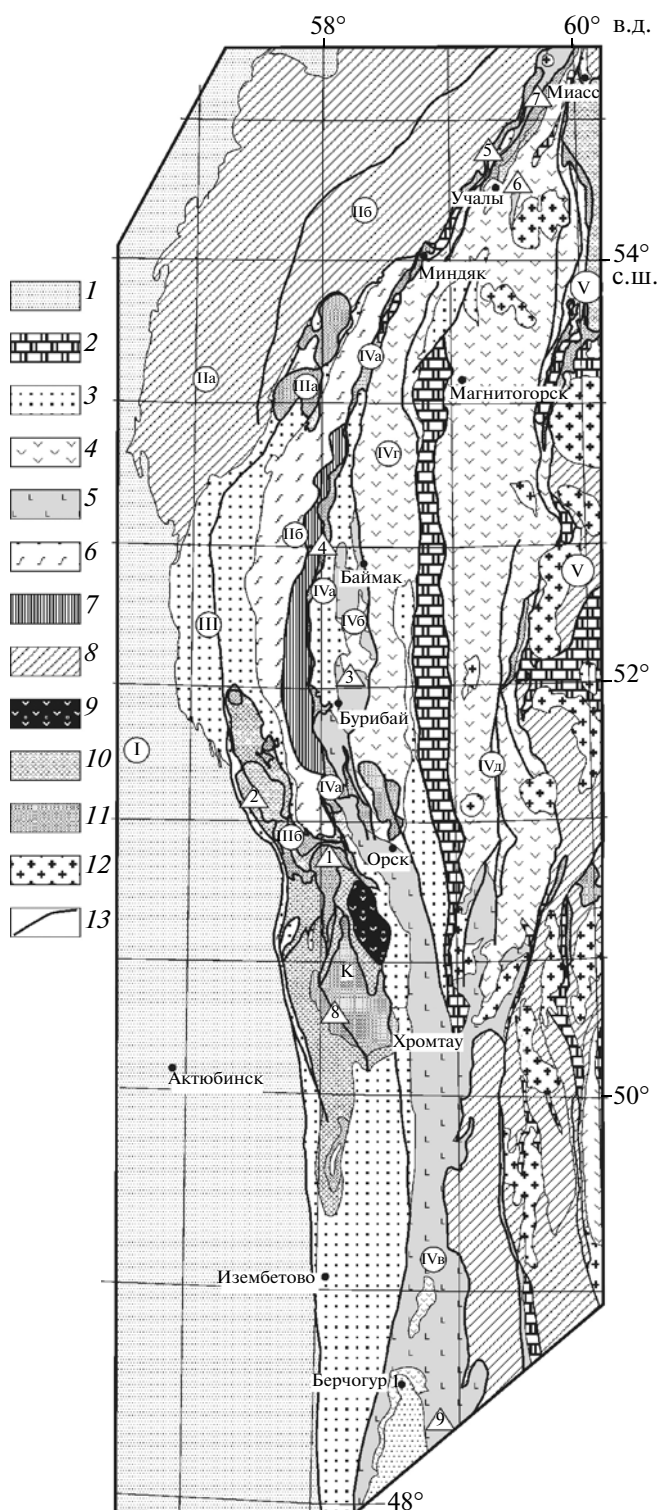 58°
60° в.д.
Миасс
7
5
Учалы
6
IIб
54°
с.ш.
Миндяк
V
1
2
IVа
IIа
IIIа
Магнитогорск
3
IVг
4
5
IIб
4
Баймак
V
6
IVа
7
III
IVб
8
3
52°
Бурибай
9
I
IVд
10
IVа
2
11
IIIб
1
Орск
12
13
K
8
Хромтау
Актюбинск
50°
IVв
Изембетово
Берчогур
1
9
48°